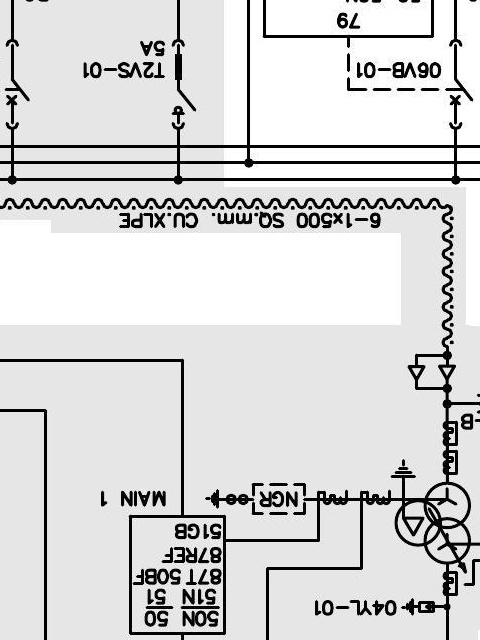 04YL-01
50N 50
51N 51
87T 50BF
87REF
51GB
NGR
MAIN 1
6-1x500 SQ.mm. CU.XLPE
06VB-01
T2VS-01
5A
79